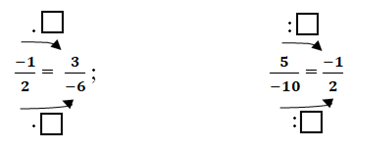 . □ : □
-1/2 = 3/-6 ; 5/-10 = -1/2
. □ : □